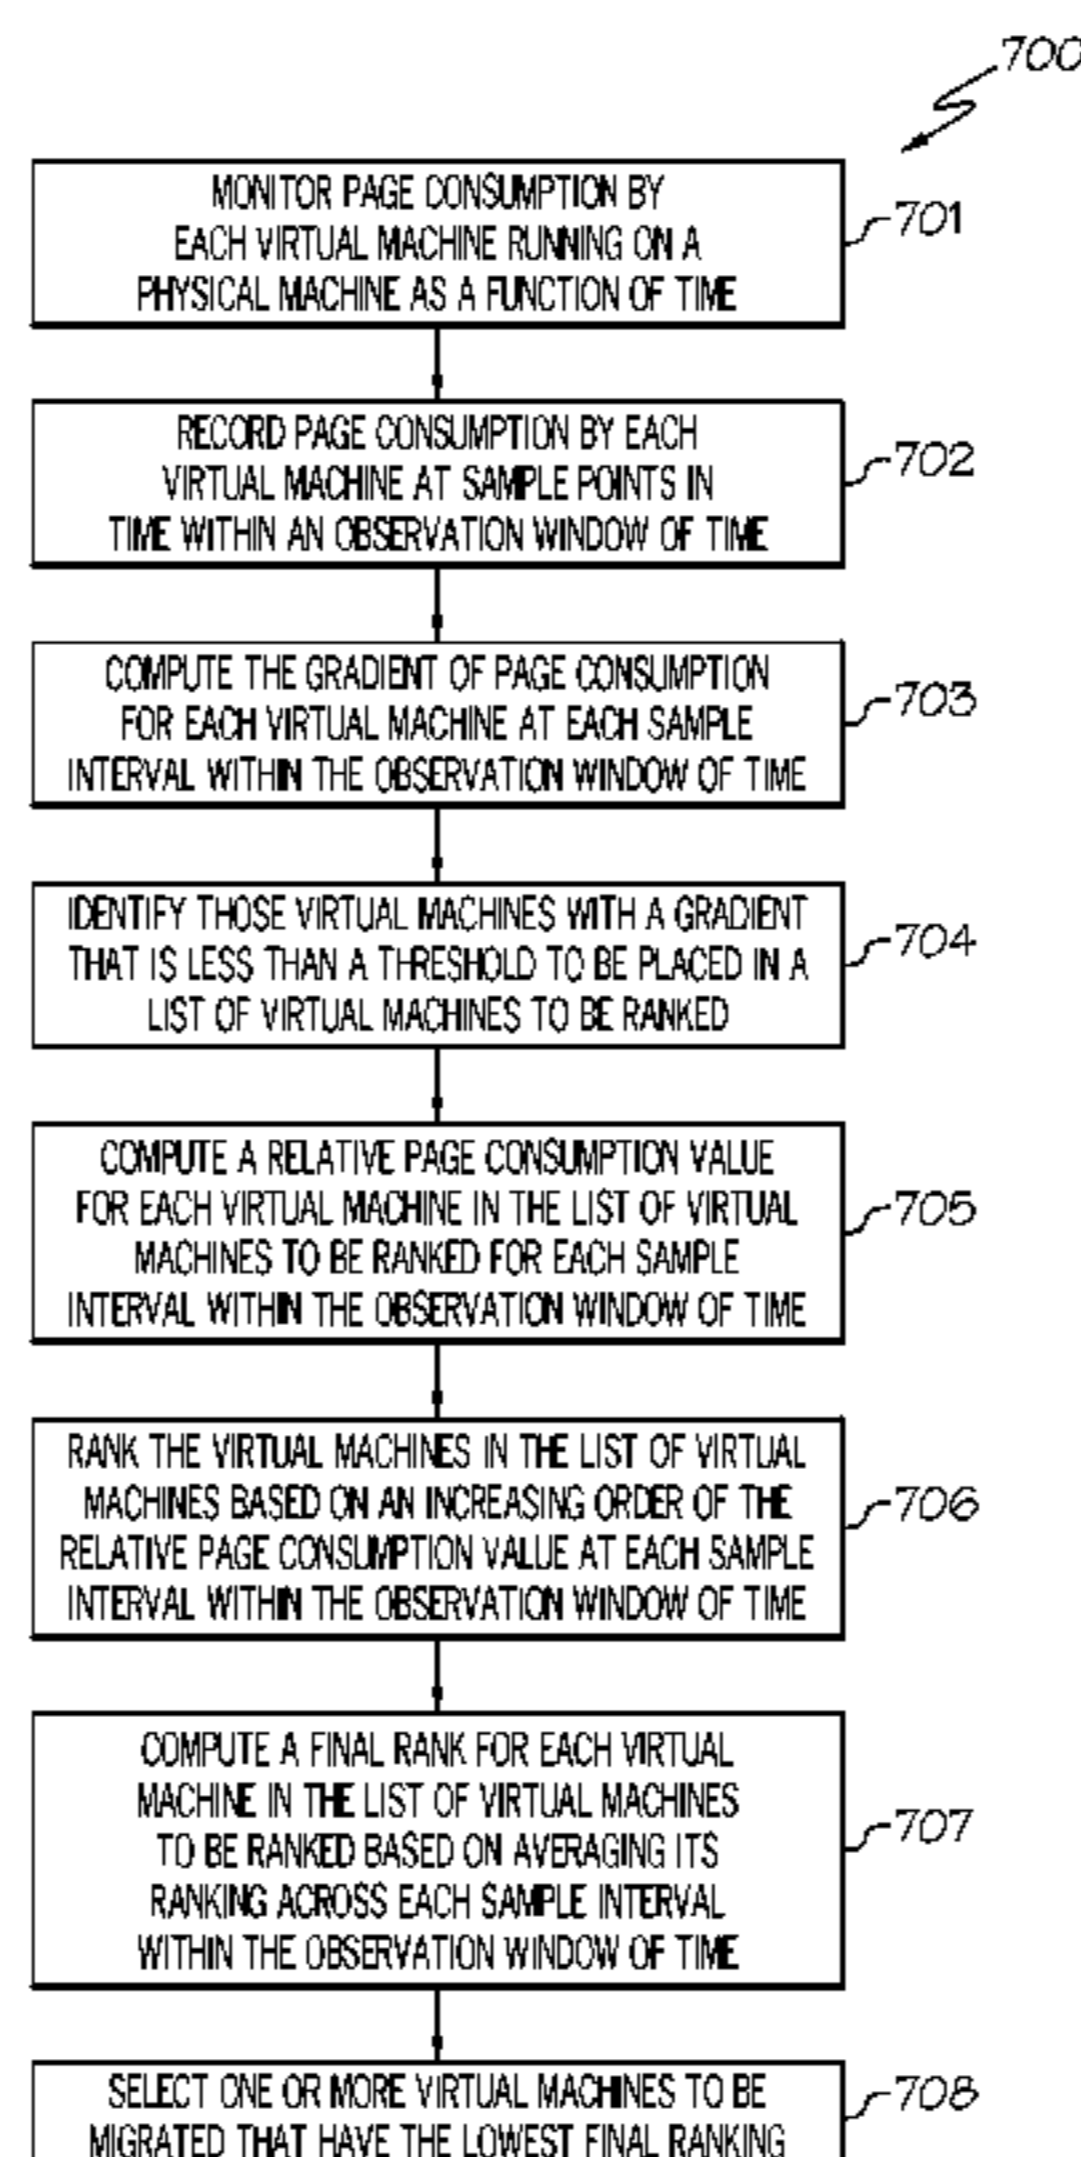 700
MONITOR PAGE CONSUMPTION BY
EACH VIRTUAL MACHINE RUNNING ON A
PHYSICAL MACHINE AS A FUNCTION OF TIME
701
RECORD PAGE CONSUMPTION BY EACH
VIRTUAL MACHINE AT SAMPLE POINTS IN
TIME WITHIN AN OBSERVATION WINDOW OF TIME
702
COMPUTE THE GRADIENT OF PAGE CONSUMPTION
FOR EACH VIRTUAL MACHINE AT EACH SAMPLE
INTERVAL WITHIN THE OBSERVATION WINDOW OF TIME
703
IDENTIFY THOSE VIRTUAL MACHINES WITH A GRADIENT
THAT IS LESS THAN A THRESHOLD TO BE PLACED IN A
LIST OF VIRTUAL MACHINES TO BE RANKED
704
COMPUTE A RELATIVE PAGE CONSUMPTION VALUE
FOR EACH VIRTUAL MACHINE IN THE LIST OF VIRTUAL
MACHINES TO BE RANKED FOR EACH SAMPLE
INTERVAL WITHIN THE OBSERVATION WINDOW OF TIME
705
RANK THE VIRTUAL MACHINES IN THE LIST OF VIRTUAL
MACHINES BASED ON AN INCREASING ORDER OF THE
RELATIVE PAGE CONSUMPTION VALUE AT EACH SAMPLE
INTERVAL WITHIN THE OBSERVATION WINDOW OF TIME
706
COMPUTE A FINAL RANK FOR EACH VIRTUAL
MACHINE IN THE LIST OF VIRTUAL MACHINES
TO BE RANKED BASED ON AVERAGING ITS
RANKING ACROSS EACH SAMPLE INTERVAL
WITHIN THE OBSERVATION WINDOW OF TIME
707
SELECT ONE OR MORE VIRTUAL MACHINES TO BE
MIGRATED THAT HAVE THE LOWEST FINAL RANKING
708